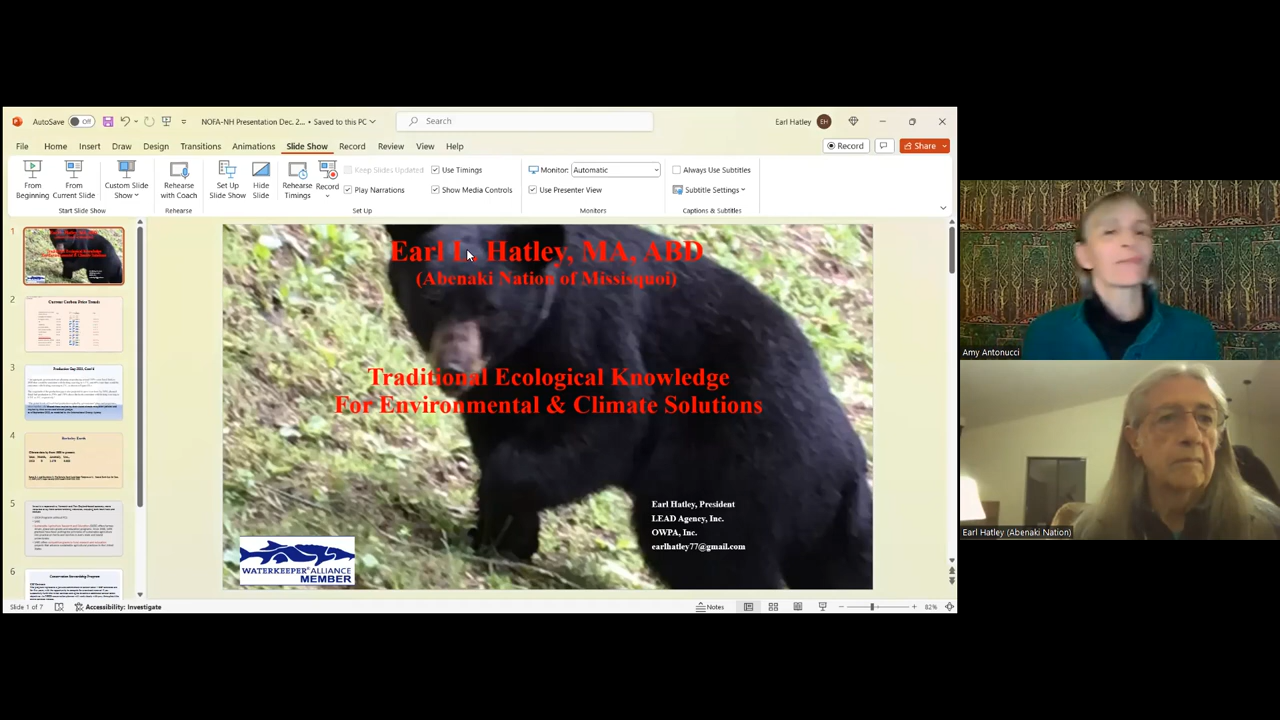 AutoSave Off NOFA-NH Presentation Dec. 2... • Saved to this PC Search Earl Hatley EH
File Home Insert Draw Design Transitions Animations Slide Show Record Review View Help Record Share
From Beginning
From Current Slide
Custom Slide Show
Rehearse with Coach
Set Up Slide Show
Hide Slide
Rehearse Timings
Record
Keep Slides Updated
Use Timings
Play Narrations
Show Media Controls
Monitor: Automatic
Use Presenter View
Always Use Subtitles
Subtitle Settings
Start Slide Show Rehearse Set Up Monitors Captions & Subtitles
1
2
Current Carbon Price Trends
3
4
5
6
Earl L. Hatley, MA, ABD
(Abenaki Nation of Missisquoi)
Traditional Ecological Knowledge
For Environmental & Climate Solutions
Earl Hatley, President
LEAD Agency, Inc.
OWPA, Inc.
earlhatley77@gmail.com
WATERKEEPER ALLIANCE
MEMBER
Slide 1 of 7 Accessibility: Investigate Notes 82%
Amy Antonucci
Earl Hatley (Abenaki Nation)